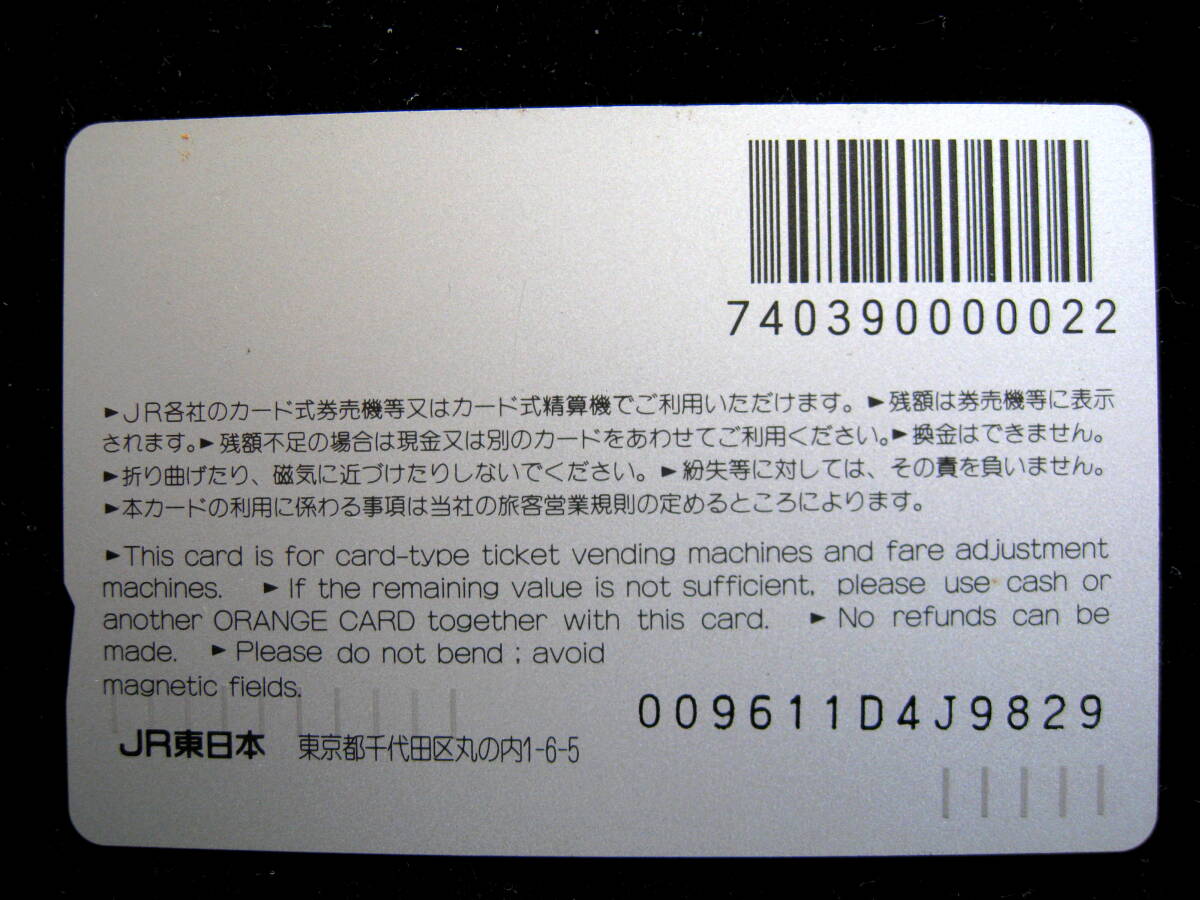 740390000022
►JR各社のカード式券売機等又はカード式精算機でご利用いただけます。►残額は券売機等に表示
されます。►残額不足の場合は現金又は別のカードをあわせてご利用ください。►換金はできません。
►折り曲げたり、磁気に近づけたりしないでください。►紛失等に対しては、その責を負いません。
►本カードの利用に係わる事項は当社の旅客営業規則の定めるところによります。
►This card is for card-type ticket vending machines and fare adjustment
machines. ►If the remaining value is not sufficient, please use cash or
another ORANGE CARD together with this card. ►No refunds can be
made. ►Please do not bend ; avoid
magnetic fields.
009611D4J9829
JR東日本 東京都千代田区丸の内1-6-5